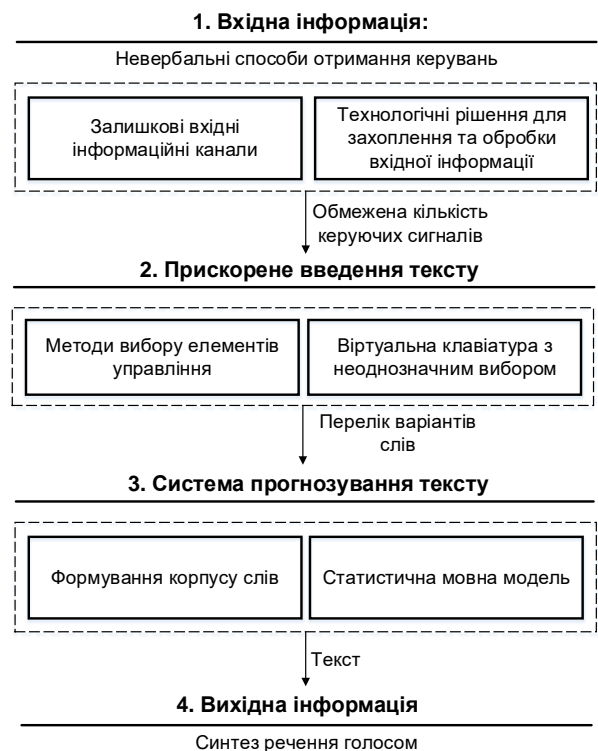 1. Вхідна інформація:
Невербальні способи отримання керувань
Залишкові вхідні
інформаційні канали
Технологічні рішення для
захоплення та обробки
вхідної інформації
Обмежена кількість
керуючих сигналів
2. Прискорене введення тексту
Методи вибору елементів
управління
Віртуальна клавіатура з
неоднозначним вибором
Перелік варіантів
слів
3. Система прогнозування тексту
Формування корпусу слів
Статистична мовна модель
Текст
4. Вихідна інформація
Синтез речення голосом